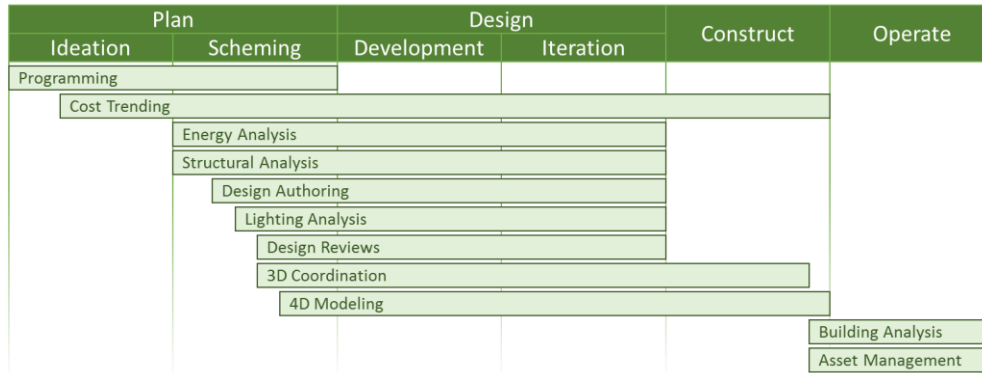 Plan Design Construct Operate
Ideation Scheming Development Iteration
Programming
Cost Trending
Energy Analysis
Structural Analysis
Design Authoring
Lighting Analysis
Design Reviews
3D Coordination
4D Modeling
Building Analysis
Asset Management